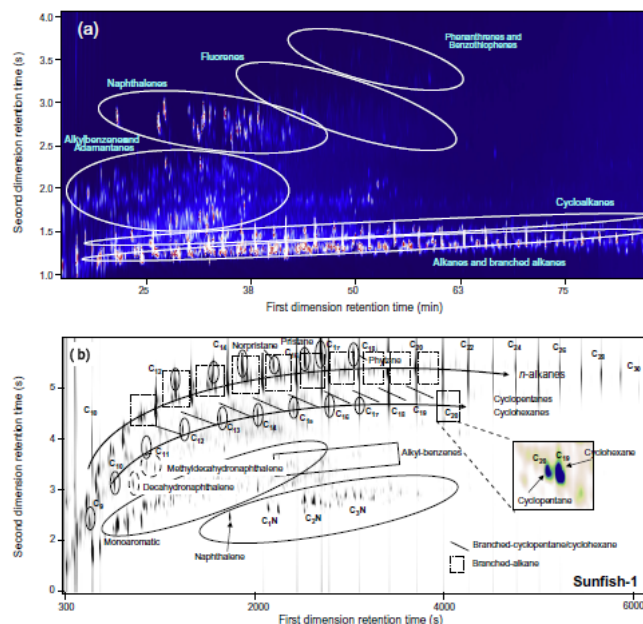 (a)
Phenanthrenes and
Benzothiophenes
Fluorenes
Naphthalenes
Alkylbenzenes and
Adamantanes
Cycloalkanes
Alkanes and branched alkanes
Second dimension retention time (s)
4.0
3.5
3.0
2.5
2.0
1.5
1.0
25
38
50
63
75
First dimension retention time (min)
(b)
C14
Norpristane
Pristane
C17
C18
C20
C22
C24
C26
C28
C30
C12
Phytane
n-alkanes
C10
Cyclopentanes
Cyclohexanes
C9
C10
C11
C12
C13
C14
C16
C17
C18
C19
C20
Methyldecahydronaphthalene
Alkyl-benzenes
Decahydronaphthalene
C20
C19
Cyclohexane
Cyclopentane
C1N
C2N
C3N
Monoaromatic
Naphthalene
Branched-cyclopentane/cyclohexane
Branched-alkane
Sunfish-1
Second dimension retention time (s)
5
4
3
2
0
300
2000
4000
6000
First dimension retention time (s)